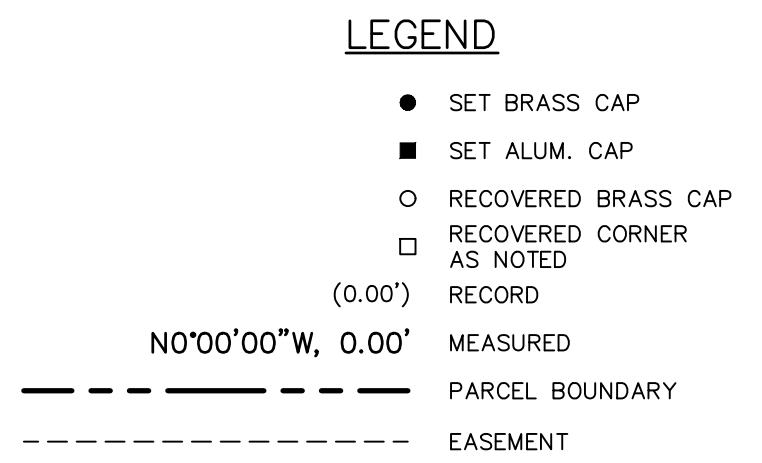 LEGEND
SET BRASS CAP
SET ALUM. CAP
RECOVERED BRASS CAP
RECOVERED CORNER
AS NOTED
(0.00') RECORD
N0°00'00"W, 0.00' MEASURED
PARCEL BOUNDARY
EASEMENT